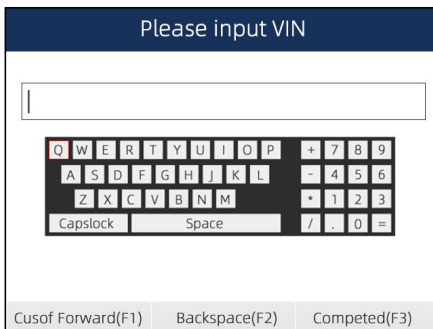 Please input VIN
Q W E R T Y U I O P + 7 8 9
A S D F G H J K L - 4 5 6
Z X C V B N M * 1 2 3
Capslock Space / . 0 =
Cusof Forward(F1) Backspace(F2) Competed(F3)